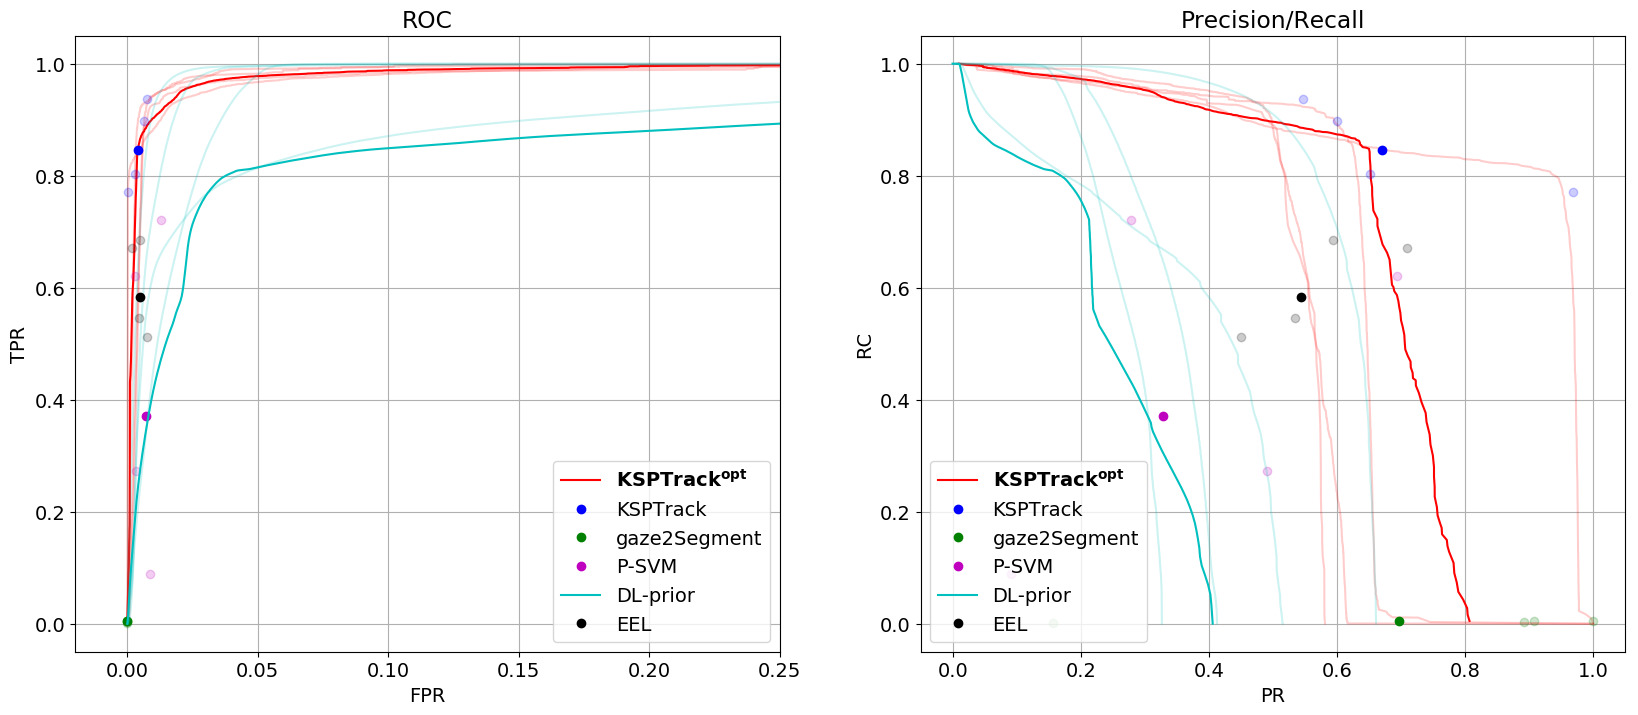 ROC
1.0
0.8
0.6
0.4
0.2
0.0
TPR
0.00
0.05
0.10
0.15
0.20
0.25
FPR
KSPTrack^opt
KSPTrack
gaze2Segment
P-SVM
DL-prior
EEL
Precision/Recall
1.0
0.8
0.6
0.4
0.2
0.0
RC
0.0
0.2
0.4
0.6
0.8
1.0
PR
KSPTrack^opt
KSPTrack
gaze2Segment
P-SVM
DL-prior
EEL